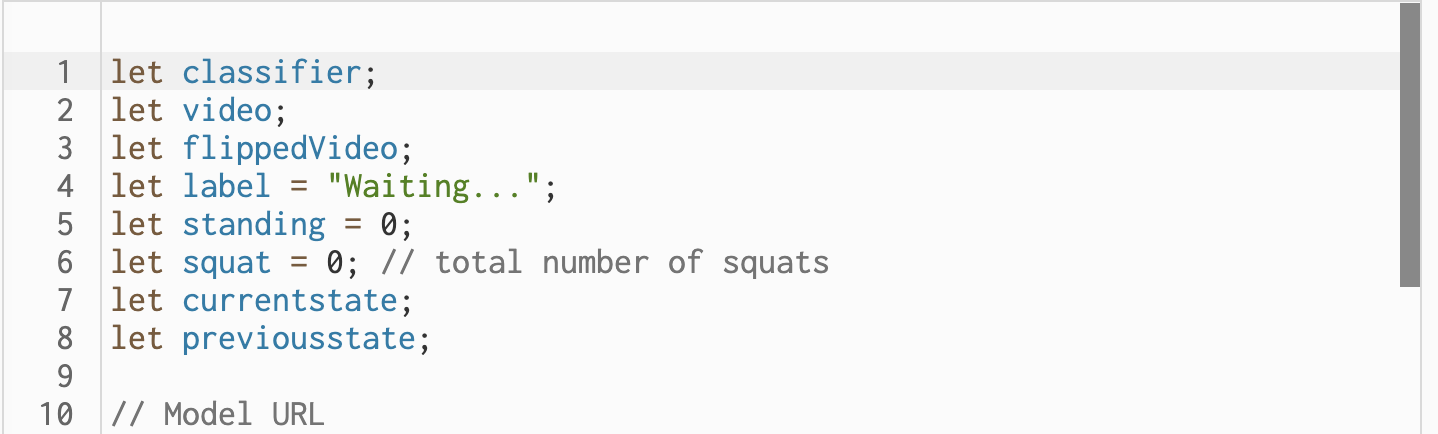 1 let classifier;
2 let video;
3 let flippedVideo;
4 let label = "Waiting...";
5 let standing = 0;
6 let squat = 0; // total number of squats
7 let currentstate;
8 let previousstate;
9
10 // Model URL